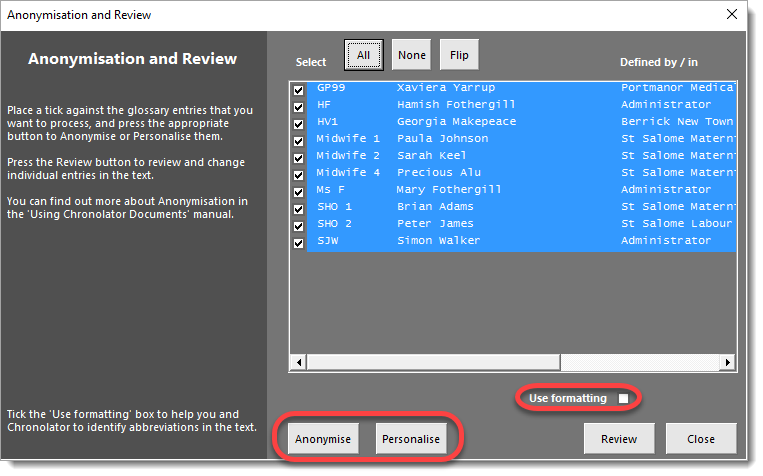 Anonymisation and Review
Anonymisation and Review
Place a tick against the glossary entries that you
want to process, and press the appropriate
button to Anonymise or Personalise them.
Press the Review button to review and change
individual entries in the text.
You can find out more about Anonymisation in
the 'Using Chronolator Documents' manual.
Tick the 'Use formatting' box to help you and
Chronolator to identify abbreviations in the text.
Select All None Flip Defined by / in
GP99 Xaviera Yarrup Portmanor Medica
HF Hamish Fothergill Administrator
HV1 Georgia Makepeace Berrick New Town
Midwife 1 Paula Johnson St Salome Matern
Midwife 2 Sarah Keel St Salome Matern
Midwife 4 Precious Alu St Salome Matern
Ms F Mary Fothergill Administrator
SHO 1 Brian Adams St Salome Matern
SHO 2 Peter James St Salome Labour
SJW Simon Walker Administrator
Use formatting
Anonymise Personalise Review Close